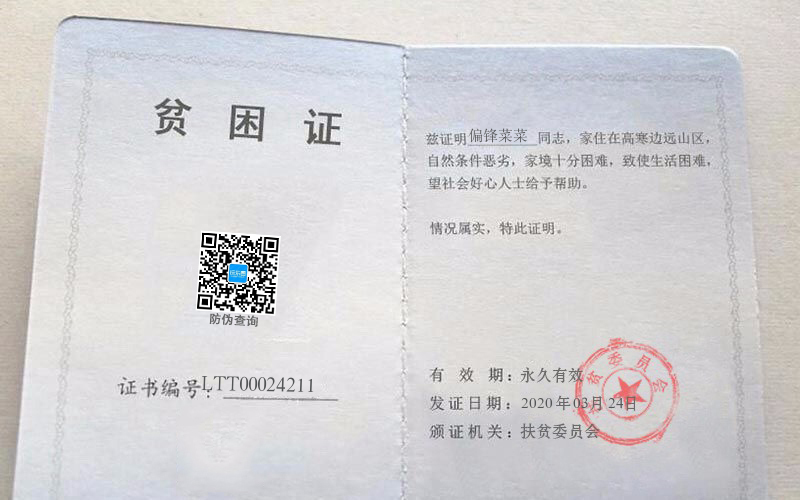 贫困证
防伪查询
证书编号:LTT00024211
兹证明偏锋菜菜同志，家住在高寒边远山区，
自然条件恶劣，家境十分困难，致使生活困难，
望社会好心人士给予帮助。
情况属实，特此证明。
有效期：永久有效
发证日期：2020年03月24日
颁证机关：扶贫委员会
扶贫委员会